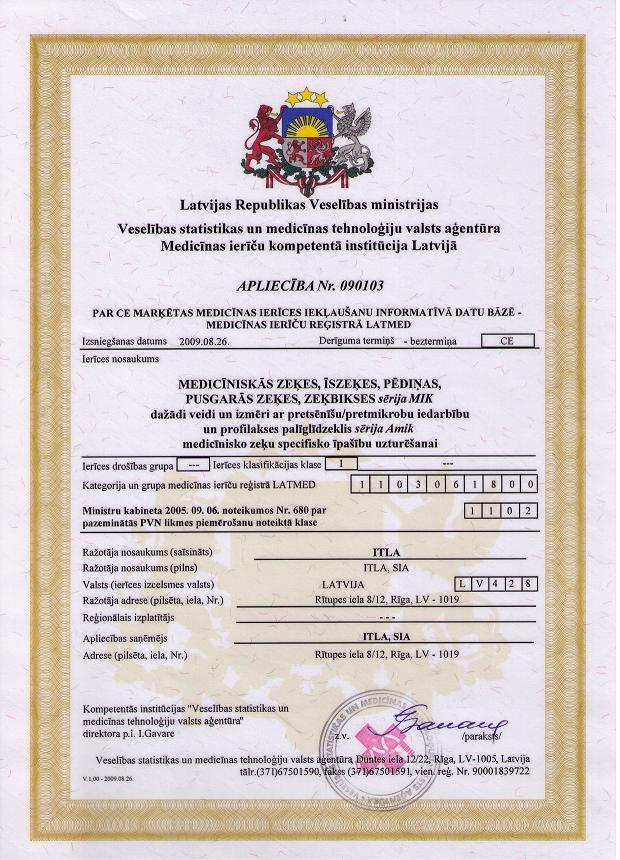 Latvijas Republikas Veselības ministrijas
Veselības statistikas un medicīnas tehnoloģiju valsts aģentūra
Medicīnas ierīču kompetentā institūcija Latvijā
APLIECĪBA Nr. 090103
PAR CE MARĶĒTAS MEDICĪNAS IERĪCES IEKĻAUŠANU INFORMATĪVĀ DATU BĀZĒ -
MEDICĪNAS IERĪČU REĢISTRĀ LATMED
Izsniegšanas datums 2009.08.26. Derīguma termiņš - beztermiņa CE
Ierīces nosaukums
MEDICĪNISKĀS ZEĶES, ĪSZEĶES, PĒDIŅAS,
PUSGARĀS ZEĶES, ZEĶBIKSES sērija MIK
dažādi veidi un izmēri ar pretsēnīšu/pretmikrobu iedarbību
un profilakses palīglīdzeklis sērija Amik
medicīnisko zeķu specifisko īpašību uzturēšanai
Ierīces drošības grupa --- Ierīces klasifikācijas klase I ---
Kategorija un grupa medicīnas ierīču reģistrā LATMED 1 1 0 3 0 6 1 8 0 0
Ministru kabineta 2005. 09. 06. noteikumos Nr. 680 par 1 1 0 2
pazeminātās PVN likmes piemērošanu noteiktā klase
Ražotāja nosaukums (saīsināts) ITLA
Ražotāja nosaukums (pilns) ITLA, SIA
Valsts (ierīces izcelsmes valsts) LATVIJA L V 4 2 8
Ražotāja adrese (pilsēta, iela, Nr.) Rītupes iela 8/12, Rīga, LV - 1019
Reģionālais izplatītājs - - -
Apliecības saņēmējs ITLA, SIA
Adrese (pilsēta, iela, Nr.) Rītupes iela 8/12, Rīga, LV - 1019
Kompetentās institūcijas "Veselības statistikas un
medicīnas tehnoloģiju valsts aģentūra"
direktora p.i. I.Gavare z.v. /paraksts/
Veselības statistikas un medicīnas tehnoloģiju valsts aģentūra, Duntes iela 12/22, Rīga, LV-1005, Latvija
tālr.(371)67501590, fakss (371)67501591, vien. reģ. Nr. 90001839722
V.1,00 - 2009.08.26.